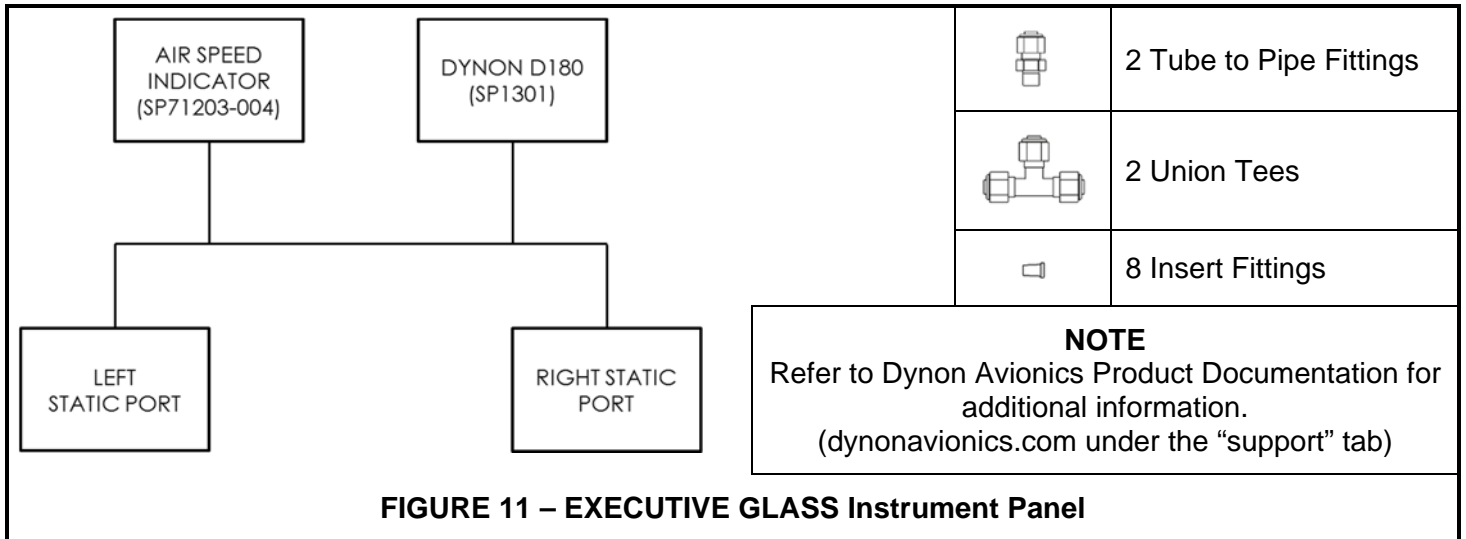 AIR SPEED
INDICATOR
(SP71203-004)
DYNON D180
(SP1301)
LEFT
STATIC PORT
RIGHT STATIC
PORT
2 Tube to Pipe Fittings
2 Union Tees
8 Insert Fittings
NOTE
Refer to Dynon Avionics Product Documentation for
additional information.
(dynonavionics.com under the “support” tab)
FIGURE 11 – EXECUTIVE GLASS Instrument Panel